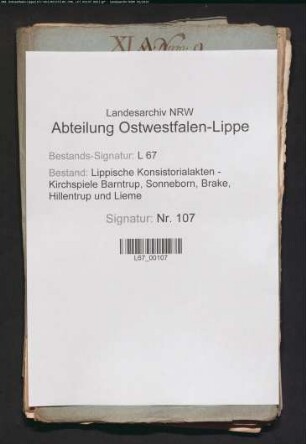 Landesarchiv NRW
Abteilung Ostwestfalen-Lippe
Bestands-Signatur: L 67
Bestand: Lippische Konsistorialakten -
Kirchspiele Barntrup, Sonneborn, Brake,
Hillentrup und Lieme
Signatur: Nr. 107
L67_00107